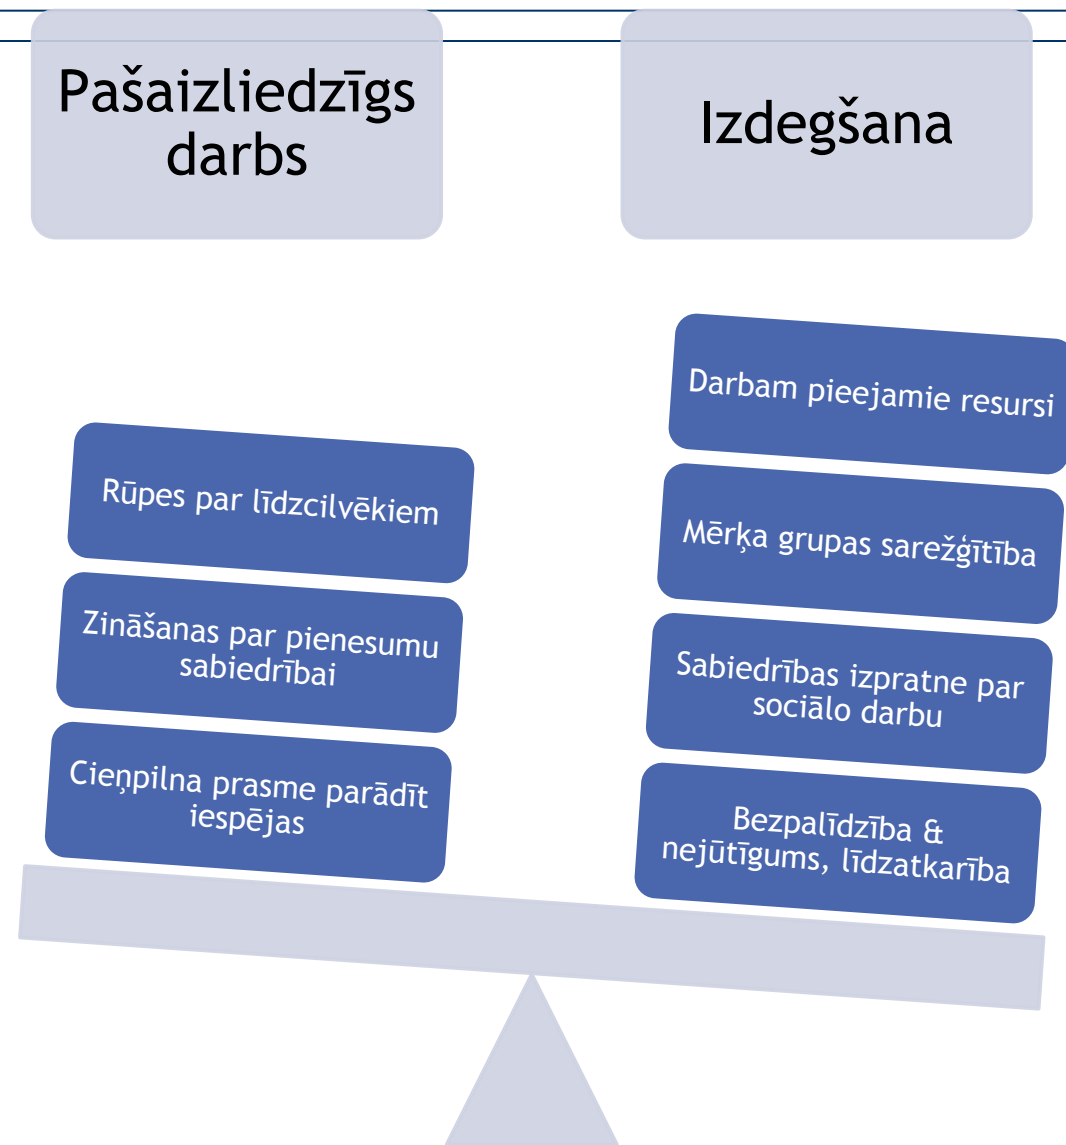 Pašaizliedzīgs
darbs
Rūpes par līdzcilvēkiem
Zināšanas par pienesumu
sabiedrībai
Cieņpilna prasme parādīt
iespējas
Izdegšana
Darbam pieejamie resursi
Mērķa grupas sarežģītība
Sabiedrības izpratne par
sociālo darbu
Bezpalīdzība &
nejūtīgums, līdzatkarība